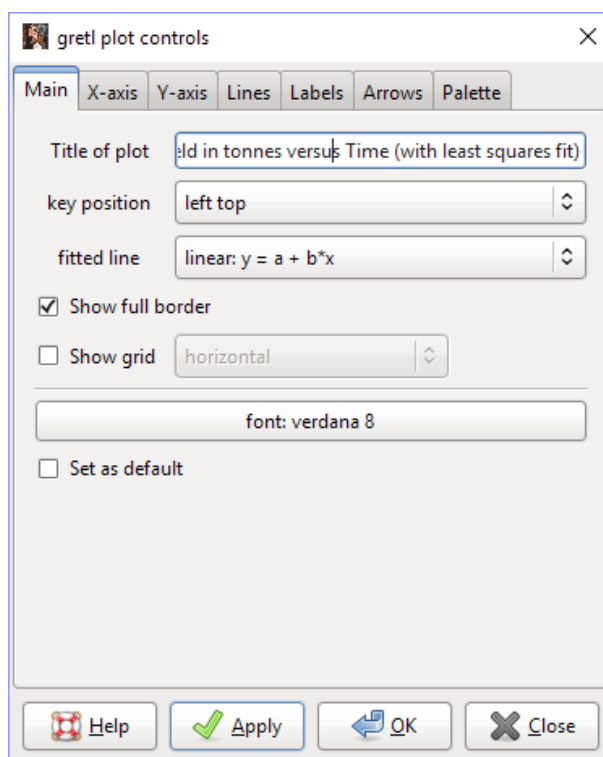 gretl plot controls
Main X-axis Y-axis Lines Labels Arrows Palette
Title of plot eld in tonnes versus Time (with least squares fit)
key position left top
fitted line linear: y = a + b*x
Show full border
Show grid horizontal
font: verdana 8
Set as default
Help Apply OK Close